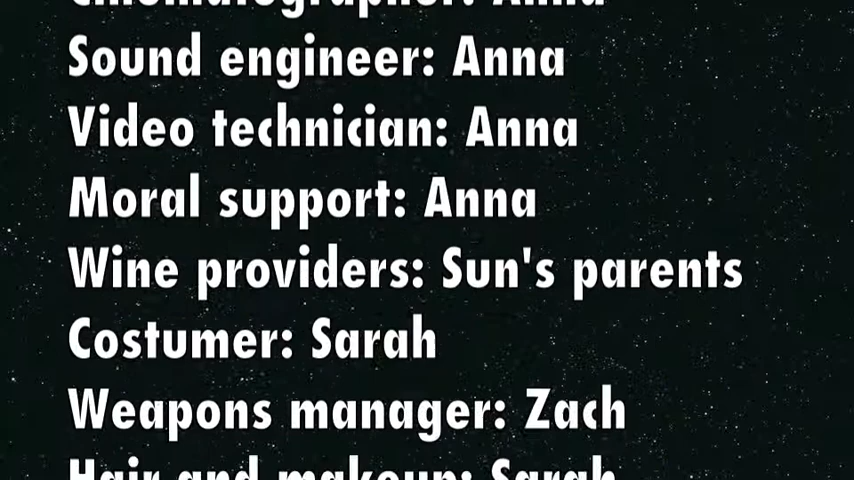 Cinematographer: Anna
Sound engineer: Anna
Video technician: Anna
Moral support: Anna
Wine providers: Sun's parents
Costumer: Sarah
Weapons manager: Zach
Hair and makeup: Sarah